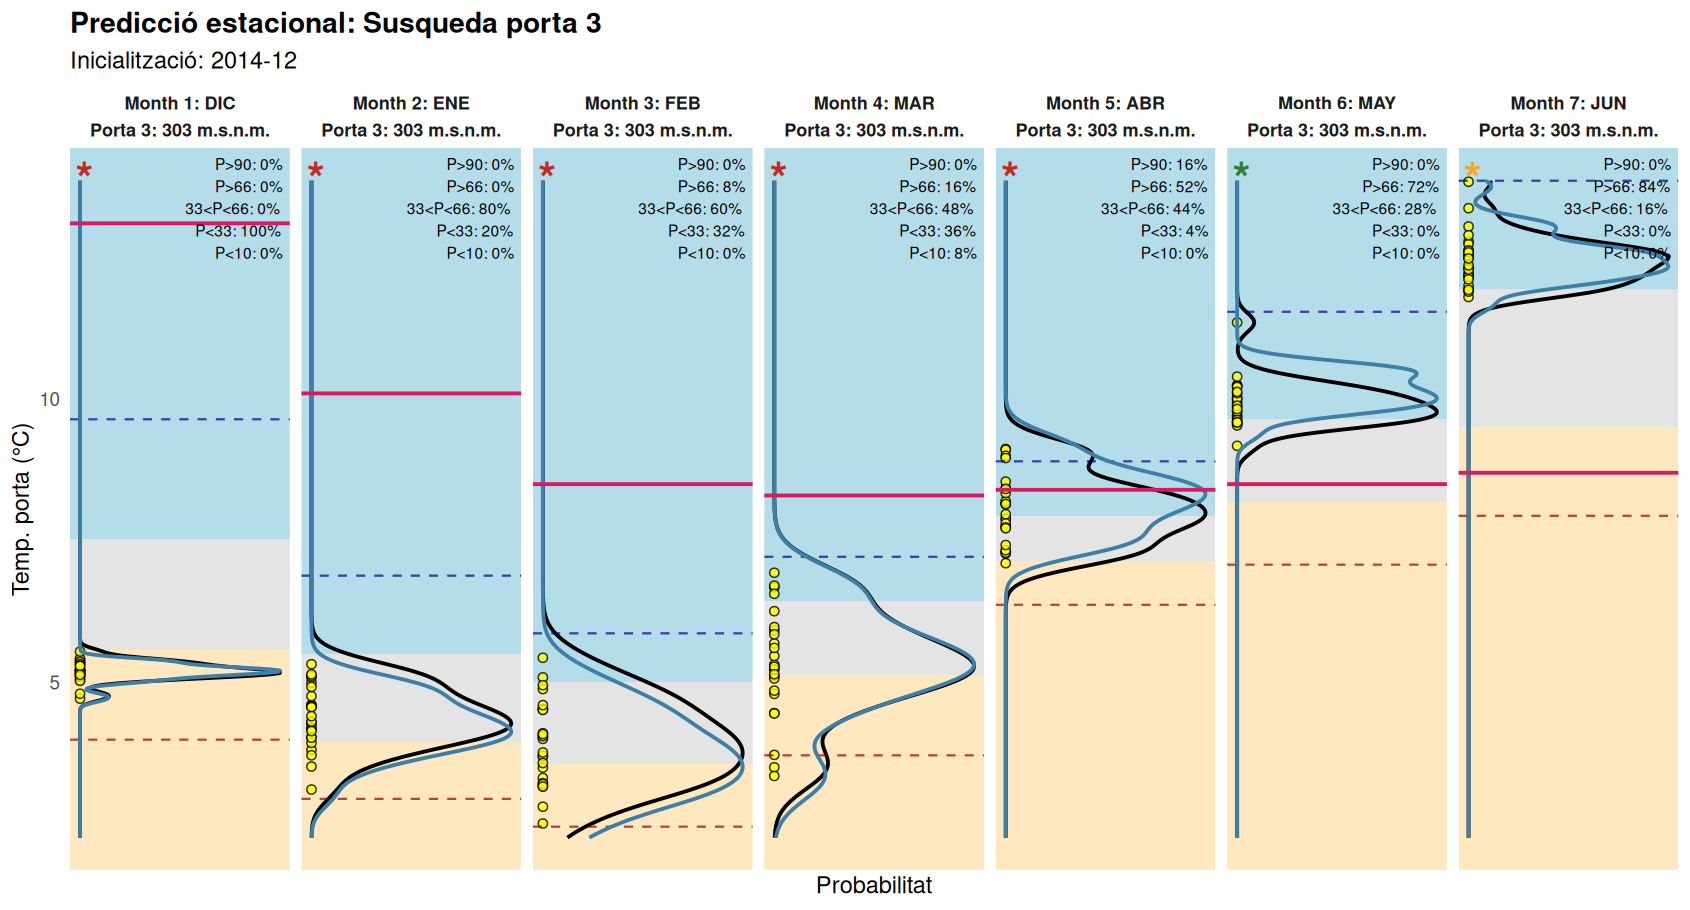 Predicció estacional: Susqueda porta 3
Inicialització: 2014-12
Month 1: DIC
Porta 3: 303 m.s.n.m.
Month 2: ENE
Porta 3: 303 m.s.n.m.
Month 3: FEB
Porta 3: 303 m.s.n.m.
Month 4: MAR
Porta 3: 303 m.s.n.m.
Month 5: ABR
Porta 3: 303 m.s.n.m.
Month 6: MAY
Porta 3: 303 m.s.n.m.
Month 7: JUN
Porta 3: 303 m.s.n.m.
*
P>90: 0%
P>66: 0%
33<P<66: 0%
P<33: 100%
P<10: 0%
*
P>90: 0%
P>66: 0%
33<P<66: 80%
P<33: 20%
P<10: 0%
*
P>90: 0%
P>66: 8%
33<P<66: 60%
P<33: 32%
P<10: 0%
*
P>90: 0%
P>66: 16%
33<P<66: 48%
P<33: 36%
P<10: 8%
*
P>90: 16%
P>66: 52%
33<P<66: 44%
P<33: 4%
P<10: 0%
*
P>90: 0%
P>66: 72%
33<P<66: 28%
P<33: 0%
P<10: 0%
*
P>90: 0%
P>66: 84%
33<P<66: 16%
P<33: 0%
P<10: 0%
10
5
Temp. porta (°C)
Probabilitat